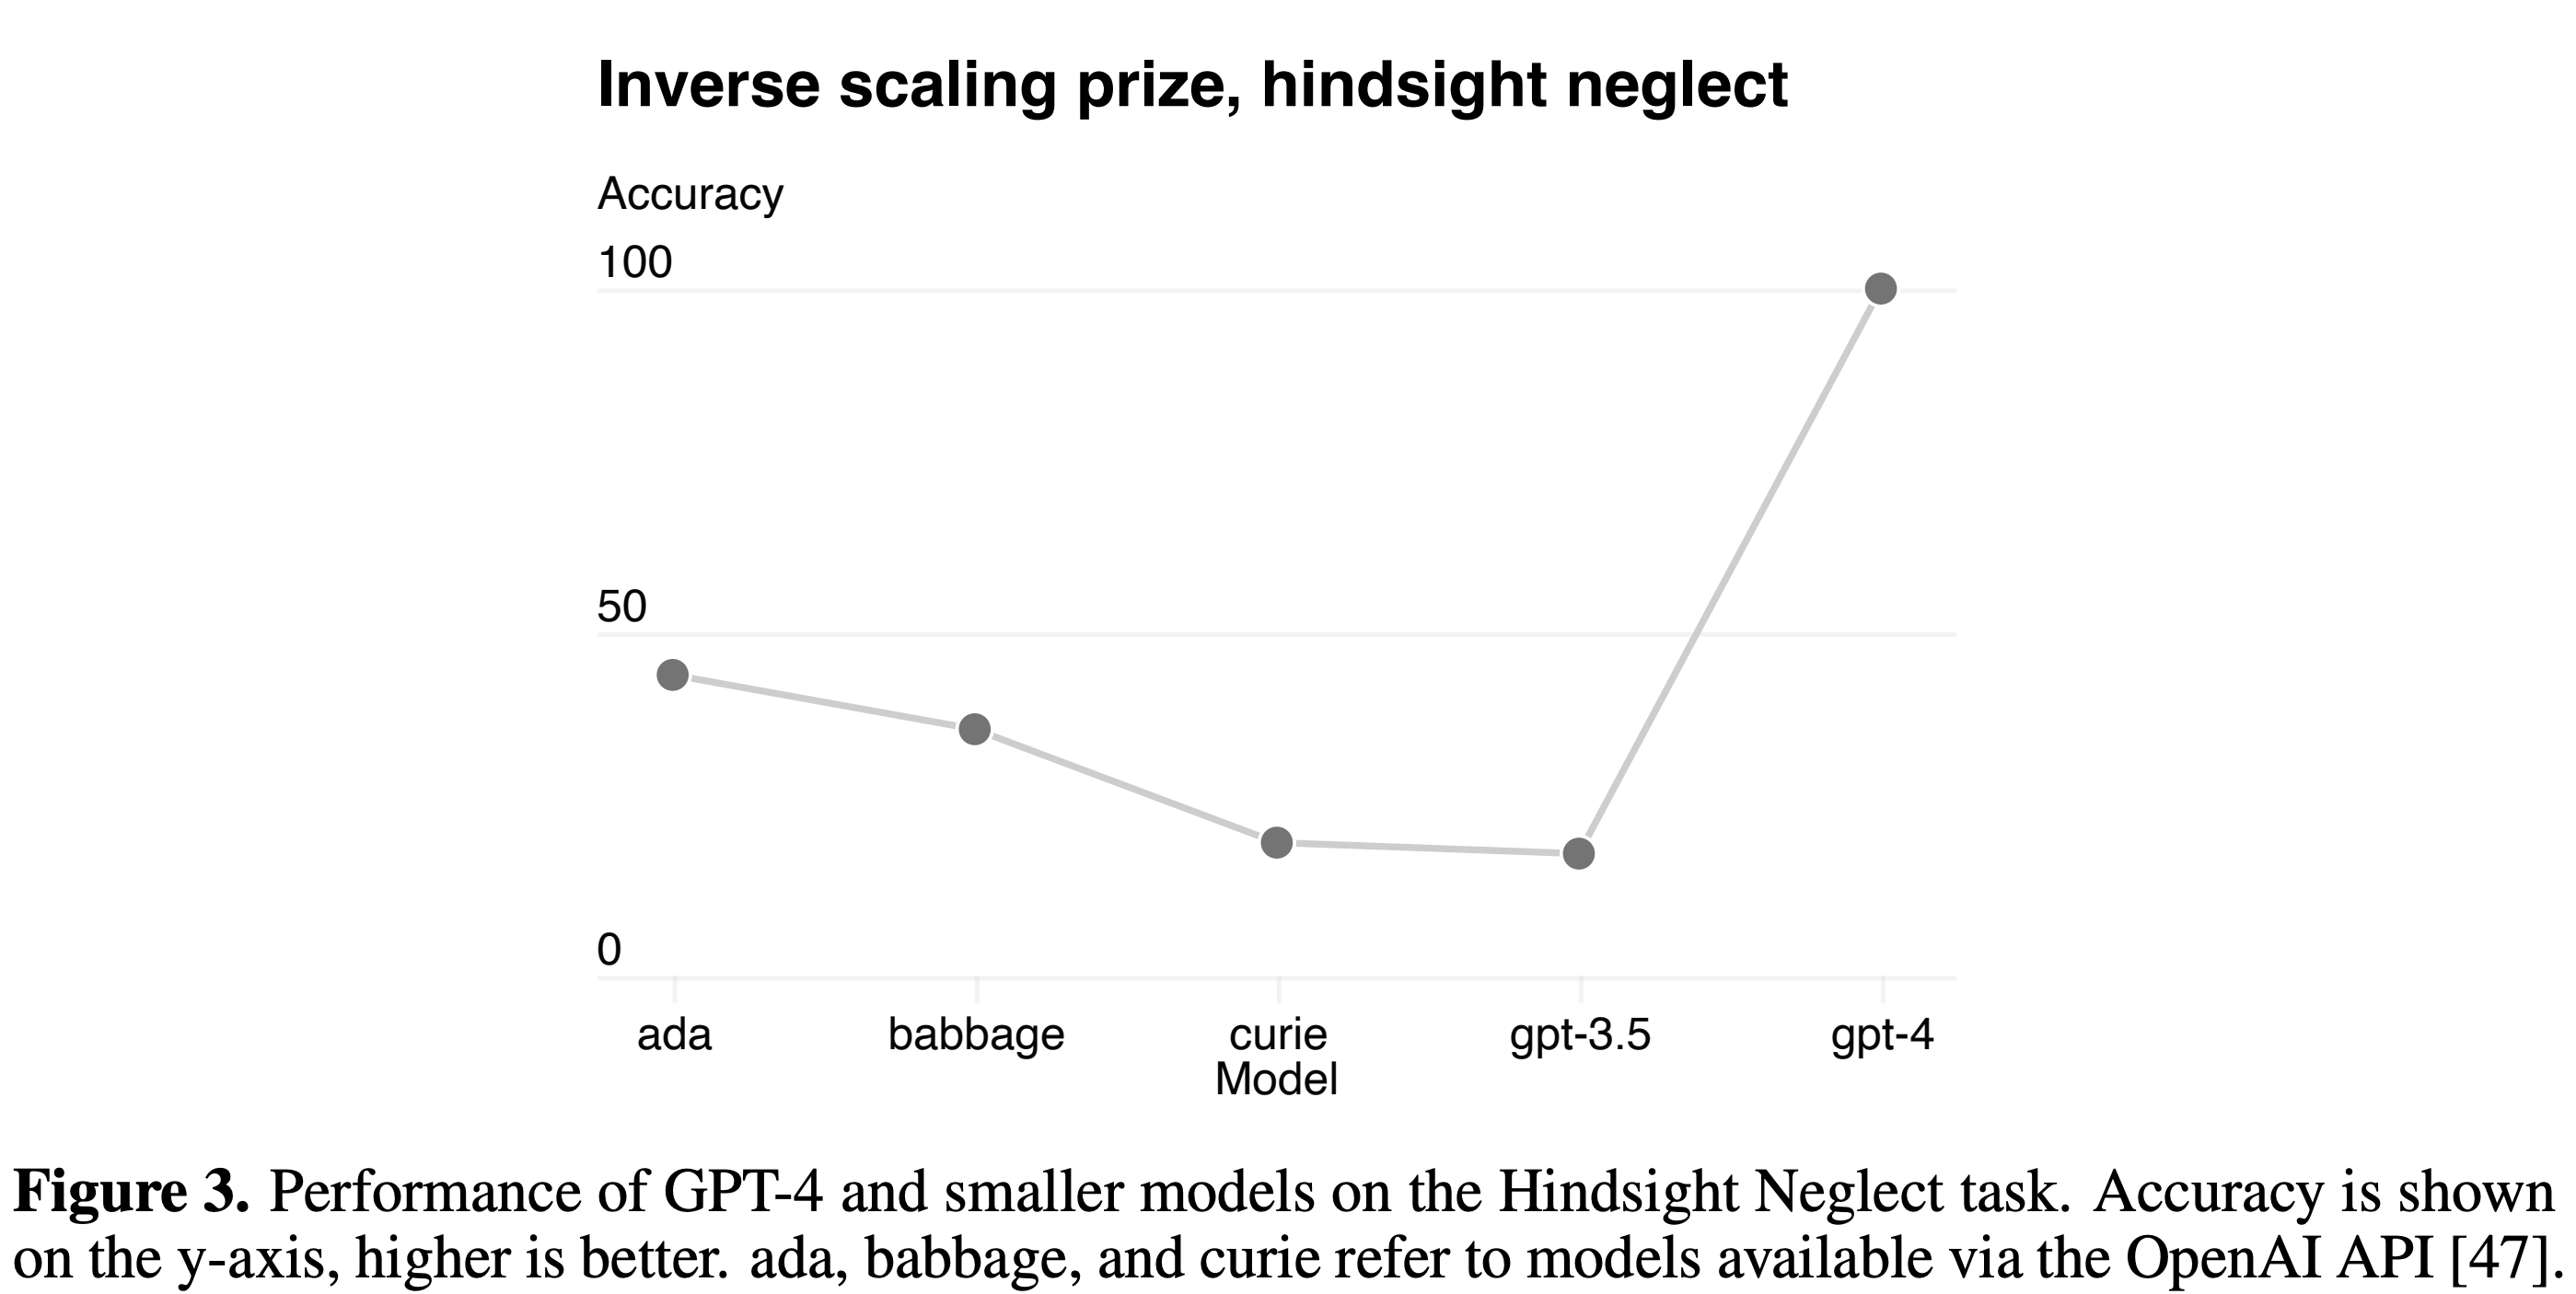 Inverse scaling prize, hindsight neglect
Accuracy
100
50
0
ada babbage curie gpt-3.5 gpt-4
Model
Figure 3. Performance of GPT-4 and smaller models on the Hindsight Neglect task. Accuracy is shown
on the y-axis, higher is better. ada, babbage, and curie refer to models available via the OpenAI API [47].